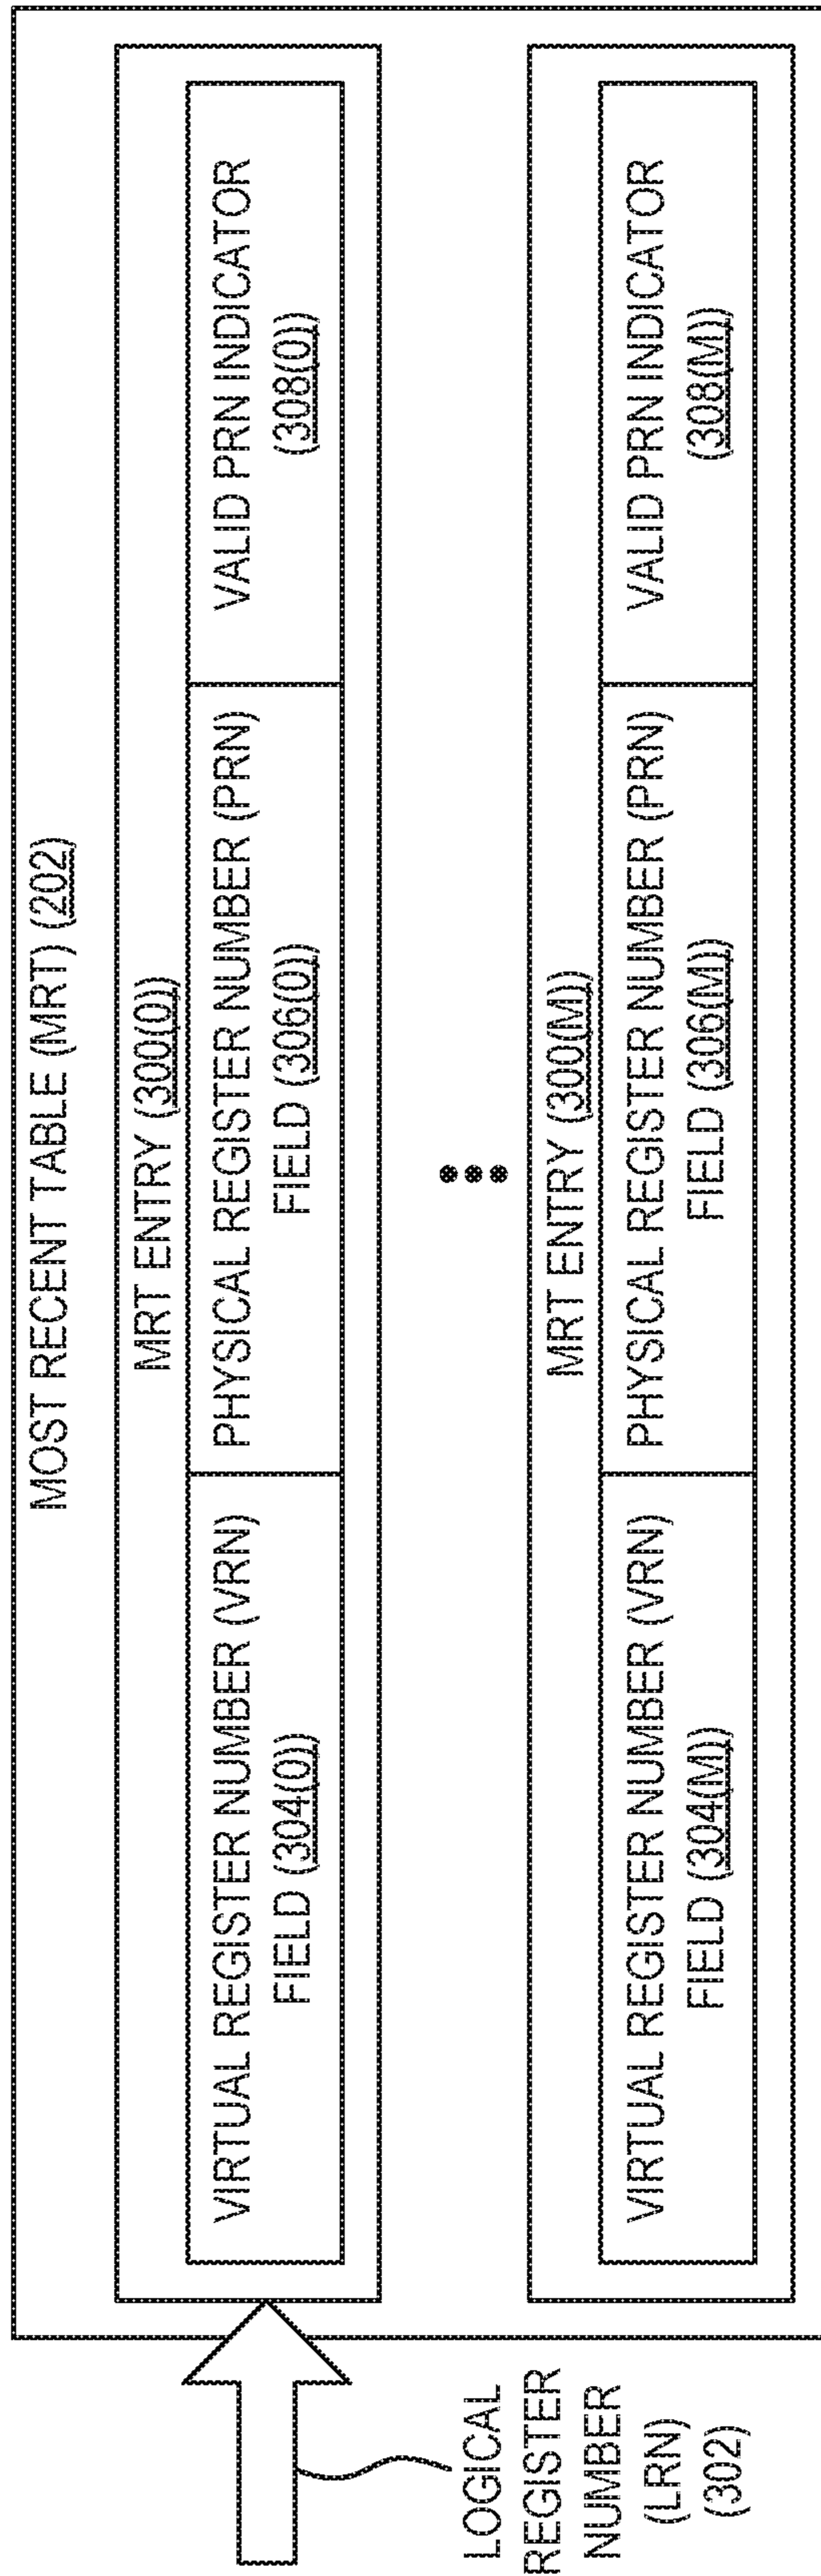 MOST RECENT TABLE (MRT) (202)
MRT ENTRY (300(0))
VIRTUAL REGISTER NUMBER (VRN)
FIELD (304(0))
PHYSICAL REGISTER NUMBER (PRN)
FIELD (306(0))
VALID PRN INDICATOR
(308(0))
MRT ENTRY (300(M))
VIRTUAL REGISTER NUMBER (VRN)
FIELD (304(M))
PHYSICAL REGISTER NUMBER (PRN)
FIELD (306(M))
VALID PRN INDICATOR
(308(M))
LOGICAL
REGISTER
NUMBER
(LRN)
(302)